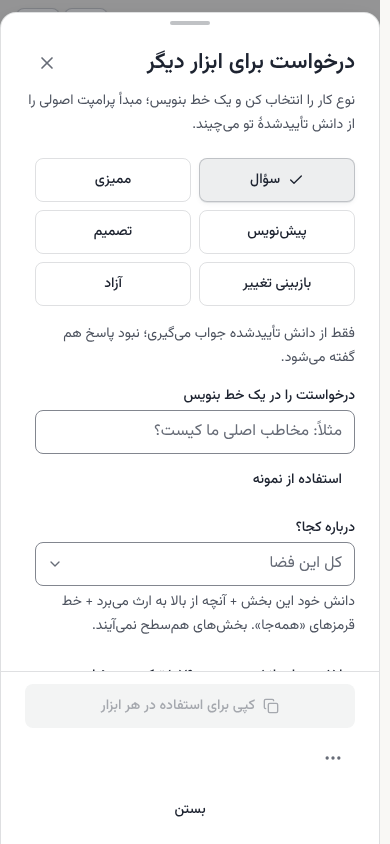 درخواست برای ابزار دیگر
نوع کار را انتخاب کن و یک خط بنویس؛ مبدأ پرامپت اصولی را
از دانش تأییدشدهٔ تو می‌چیند.
سؤال
ممیزی
پیش‌نویس
تصمیم
بازبینی تغییر
آزاد
فقط از دانش تأییدشده جواب می‌گیری؛ نبود پاسخ هم
گفته می‌شود.
درخواستت را در یک خط بنویس
مثلاً: مخاطب اصلی ما کیست؟
استفاده از نمونه
درباره کجا؟
کل این فضا
دانش خود این بخش + آنچه از بالا به ارث می‌برد + خط
قرمزهای «همه‌جا». بخش‌های هم‌سطح نمی‌آیند.
کپی برای استفاده در هر ابزار
بستن